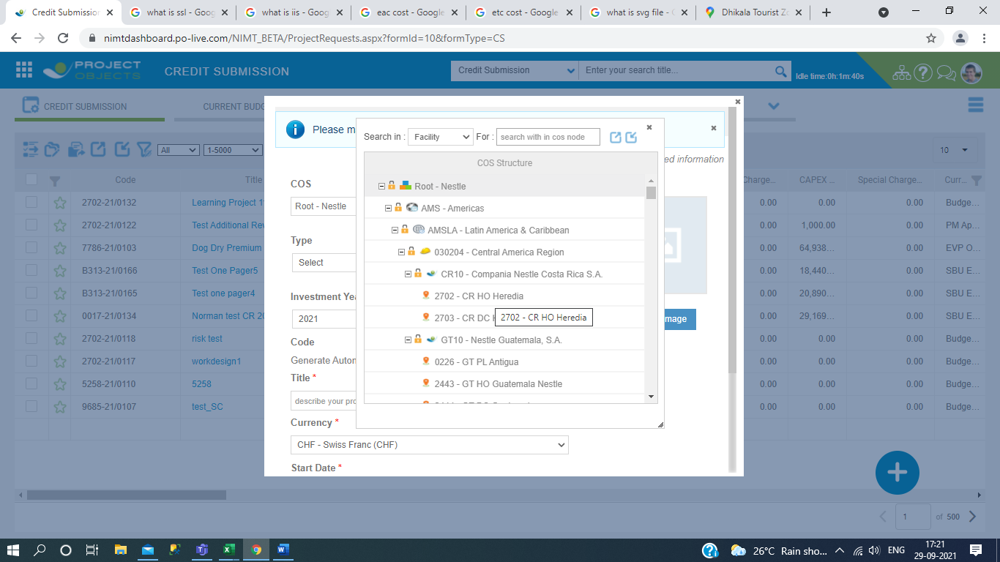 Credit Submission
what is ssl - Goog
what is iis - Goog
eac cost - Google
etc cost - Google
what is svg file - G
Dhikala Tourist Zo
nimtdashboard.po-live.com/NIMT_BETA/ProjectRequests.aspx?formId=10&formType=CS
PROJECT
OBJECTS
CREDIT SUBMISSION
Credit Submission
Enter your search title...
Idle time:0h:1m:40s
CREDIT SUBMISSION
CURRENT BUDG
Please m
Search in :
Facility
For :
search with in cos node
ed information
All
1-5000
10
COS Structure
Code
Title
Charge...
CAPEX ...
Special Charge...
Curr...
COS
Root - Nestle
Root - Nestle
AMS - Americas
AMSLA - Latin America & Caribbean
030204 - Central America Region
CR10 - Compania Nestle Costa Rica S.A.
2702 - CR HO Heredia
2703 - CR DC H
2702 - CR HO Heredia
GT10 - Nestle Guatemala, S.A.
0226 - GT PL Antigua
2443 - GT HO Guatemala Nestle
2702-21/0132 Learning Project 1 0.00 0.00 0.00 Budge...
2702-21/0122 Test Additional Rev 0.00 1,000.00 0.00 PM Ap...
7786-21/0103 Dog Dry Premium 0.00 64,938... 0.00 EVP O...
B313-21/0166 Test One Pager5 0.00 18,440... 0.00 SBU E...
B313-21/0165 Test one pager4 0.00 20,890... 0.00 SBU E...
0017-21/0134 Norman test CR 20 0.00 29,169... 0.00 SBU E...
2702-21/0118 risk test 0.00 0.00 0.00 Budge...
2702-21/0117 workdesign1 0.00 0.00 0.00 Budge...
5258-21/0110 5258 0.00 0.00 0.00 Budge...
9685-21/0107 test_SC 0.00 0.00 0.00 Budge...
Type
Select
Investment Yea
2021
mage
Code
Generate Autom
Title *
describe your pro
Currency *
CHF - Swiss Franc (CHF)
Start Date *
1
of 500
26°C Rain sho...
ENG
17:21
29-09-2021